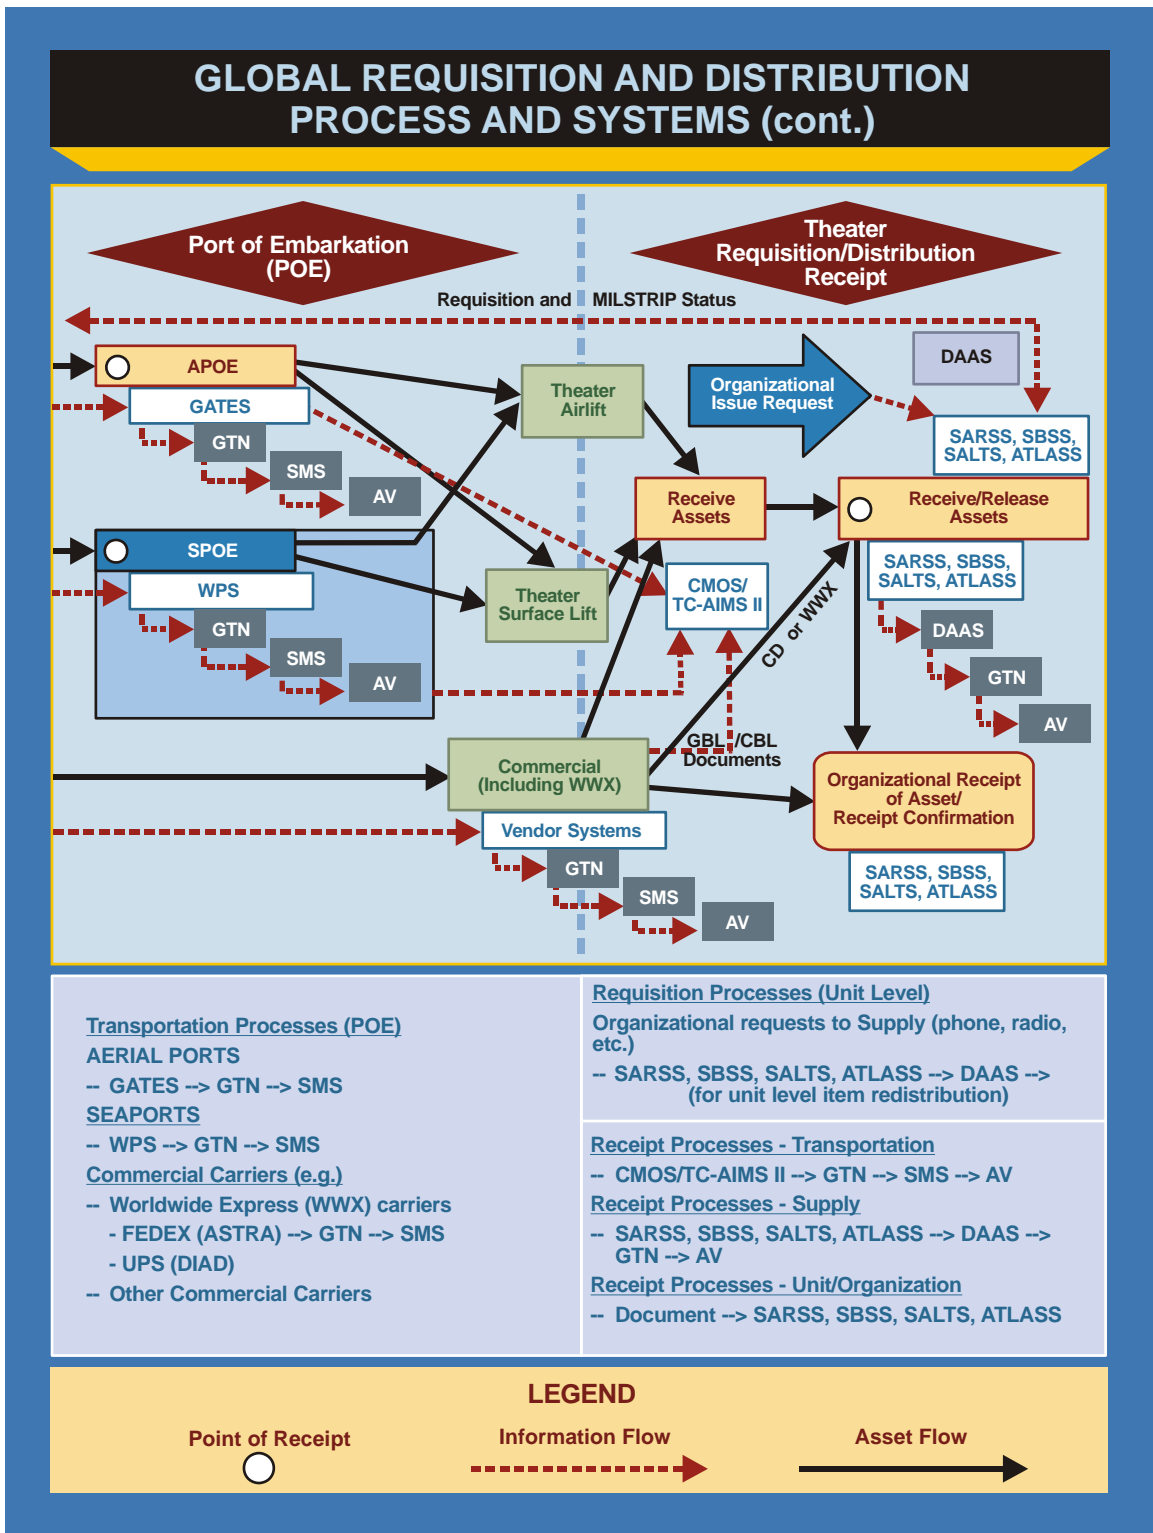 GLOBAL REQUISITION AND DISTRIBUTION
PROCESS AND SYSTEMS (cont.)
Port of Embarkation
(POE)
Theater
Requisition/Distribution
Receipt
Requisition and MILSTRIP Status
APOE
GATES
GTN
SMS
AV
SPOE
WPS
GTN
SMS
AV
Theater
Airlift
Theater
Surface Lift
Organizational
Issue Request
DAAS
SARSS, SBSS,
SALTS, ATLASS
Receive
Assets
Receive/Release
Assets
CMOS/
TC-AIMS II
CD or WWX
SARSS, SBSS,
SALTS, ATLASS
DAAS
GTN
AV
GBL /CBL
Documents
Commercial
(Including WWX)
Vendor Systems
GTN
SMS
AV
Organizational Receipt
of Asset/
Receipt Confirmation
SARSS, SBSS,
SALTS, ATLASS
Transportation Processes (POE)
AERIAL PORTS
-- GATES --> GTN --> SMS
SEAPORTS
-- WPS --> GTN --> SMS
Commercial Carriers (e.g.)
-- Worldwide Express (WWX) carriers
- FEDEX (ASTRA) --> GTN --> SMS
- UPS (DIAD)
-- Other Commercial Carriers
Requisition Processes (Unit Level)
Organizational requests to Supply (phone, radio,
etc.)
-- SARSS, SBSS, SALTS, ATLASS --> DAAS -->
(for unit level item redistribution)
Receipt Processes - Transportation
-- CMOS/TC-AIMS II --> GTN --> SMS --> AV
Receipt Processes - Supply
-- SARSS, SBSS, SALTS, ATLASS --> DAAS -->
GTN --> AV
Receipt Processes - Unit/Organization
-- Document --> SARSS, SBSS, SALTS, ATLASS
LEGEND
Point of Receipt
Information Flow
Asset Flow